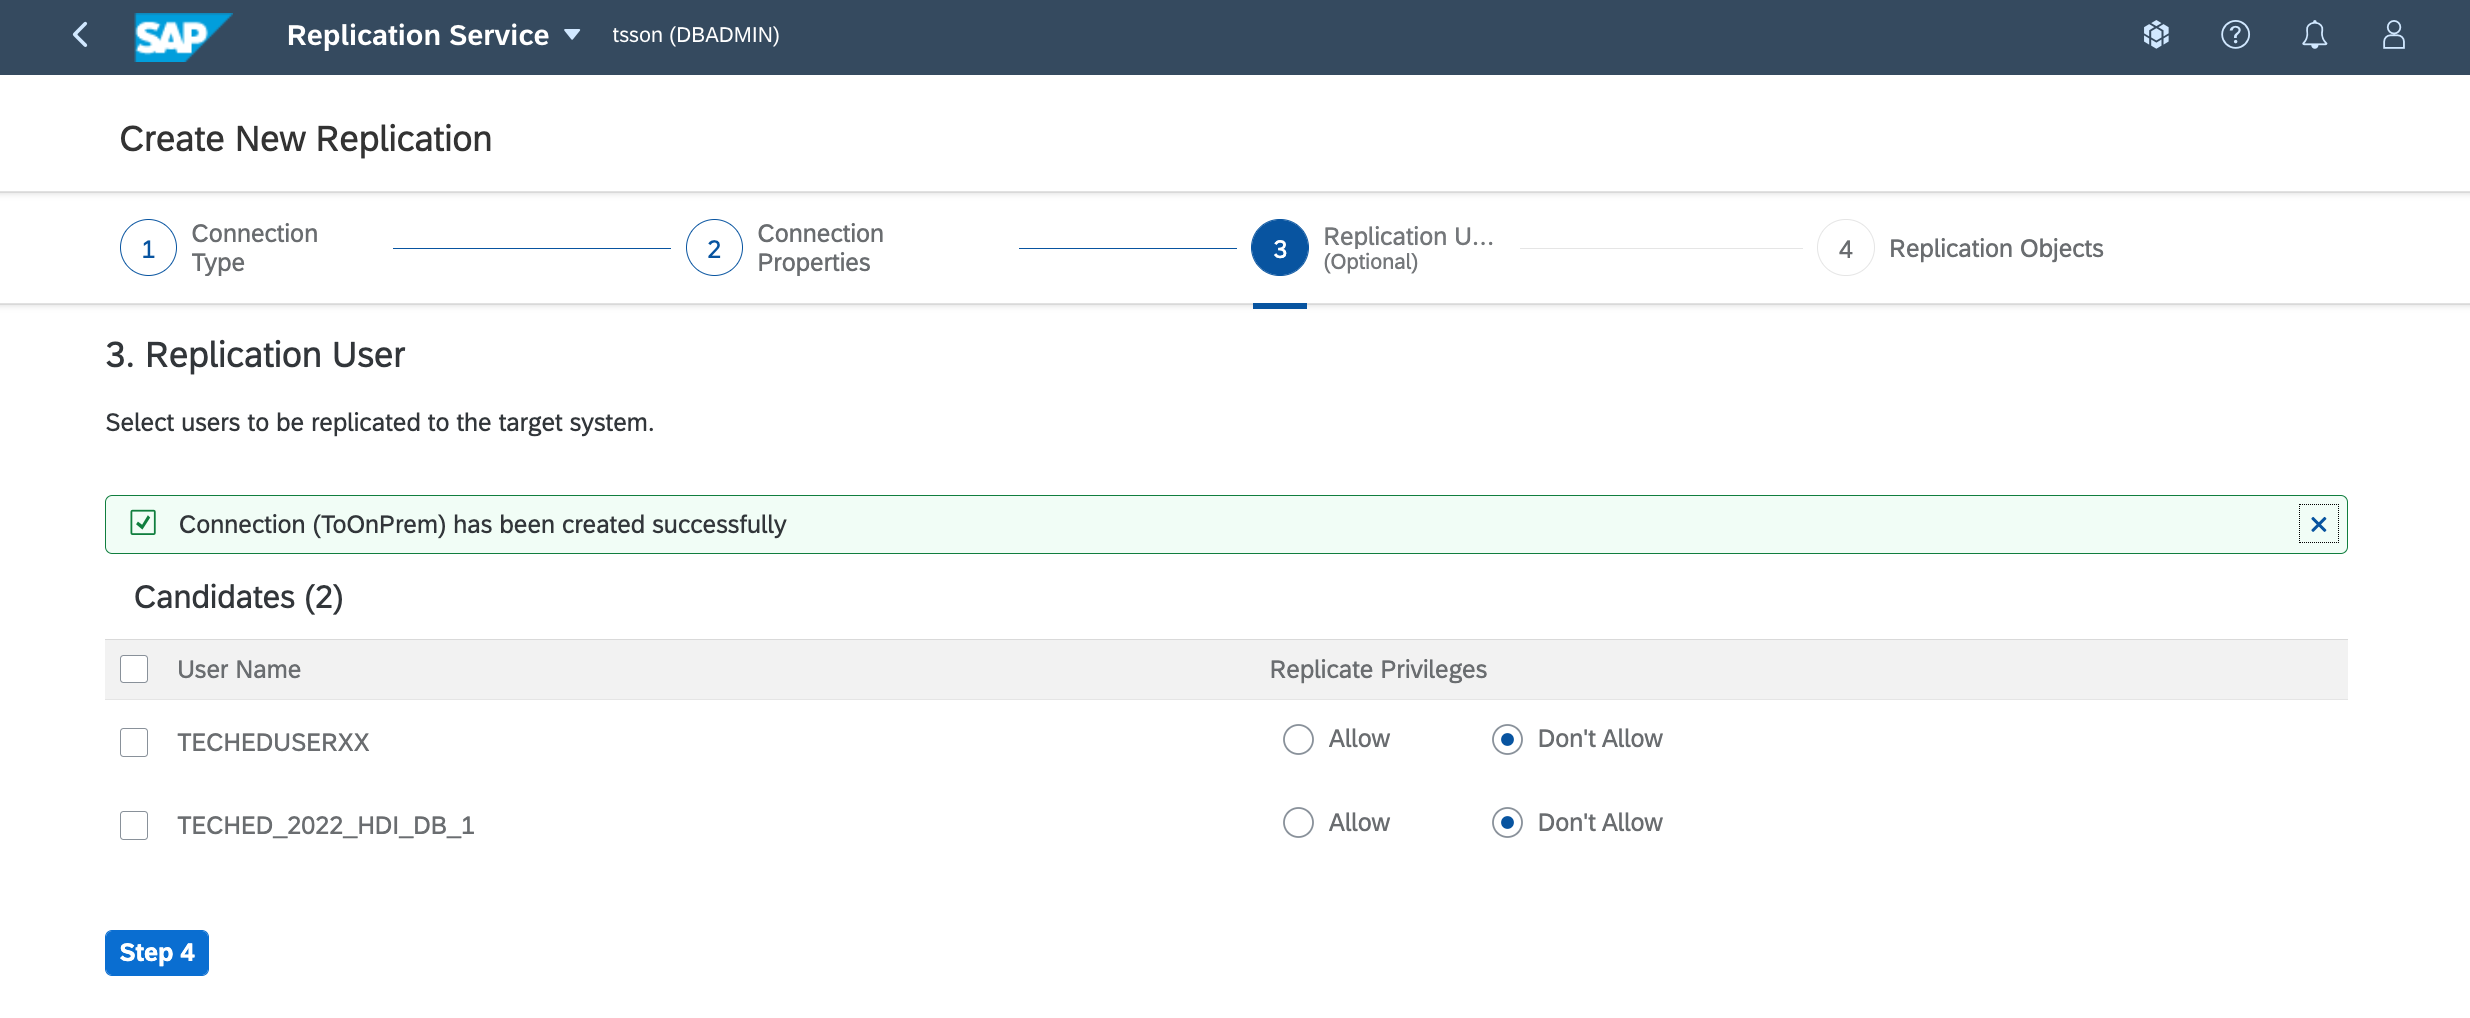 SAP Replication Service tsson (DBADMIN)
Create New Replication
1 Connection Type
2 Connection Properties
3 Replication U... (Optional)
4 Replication Objects
3. Replication User
Select users to be replicated to the target system.
Connection (ToOnPrem) has been created successfully
Candidates (2)
User Name Replicate Privileges
TECHEDUSERXX Allow Don't Allow
TECHED_2022_HDI_DB_1 Allow Don't Allow
Step 4